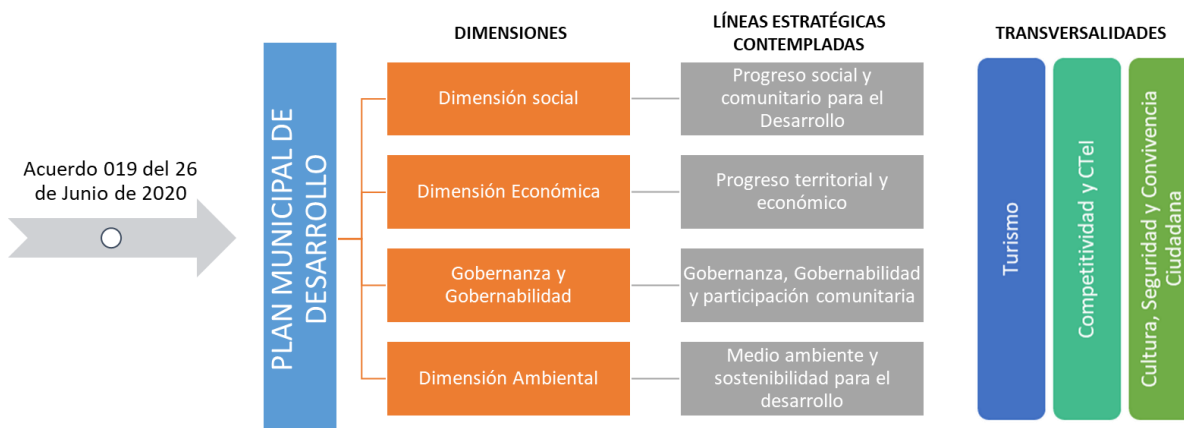 Acuerdo 019 del 26
de Junio de 2020
PLAN MUNICIPAL DE
DESARROLLO
DIMENSIONES
Dimensión social
Dimensión Económica
Gobernanza y
Gobernabilidad
Dimensión Ambiental
LÍNEAS ESTRATÉGICAS
CONTEMPLADAS
Progreso social y
comunitario para el
Desarrollo
Progreso territorial y
económico
Gobernanza, Gobernabilidad
y participación comunitaria
Medio ambiente y
sostenibilidad para el
desarrollo
TRANSVERSALIDADES
Turismo
Competitividad y CTeI
Cultura, Seguridad y Convivencia
Ciudadana